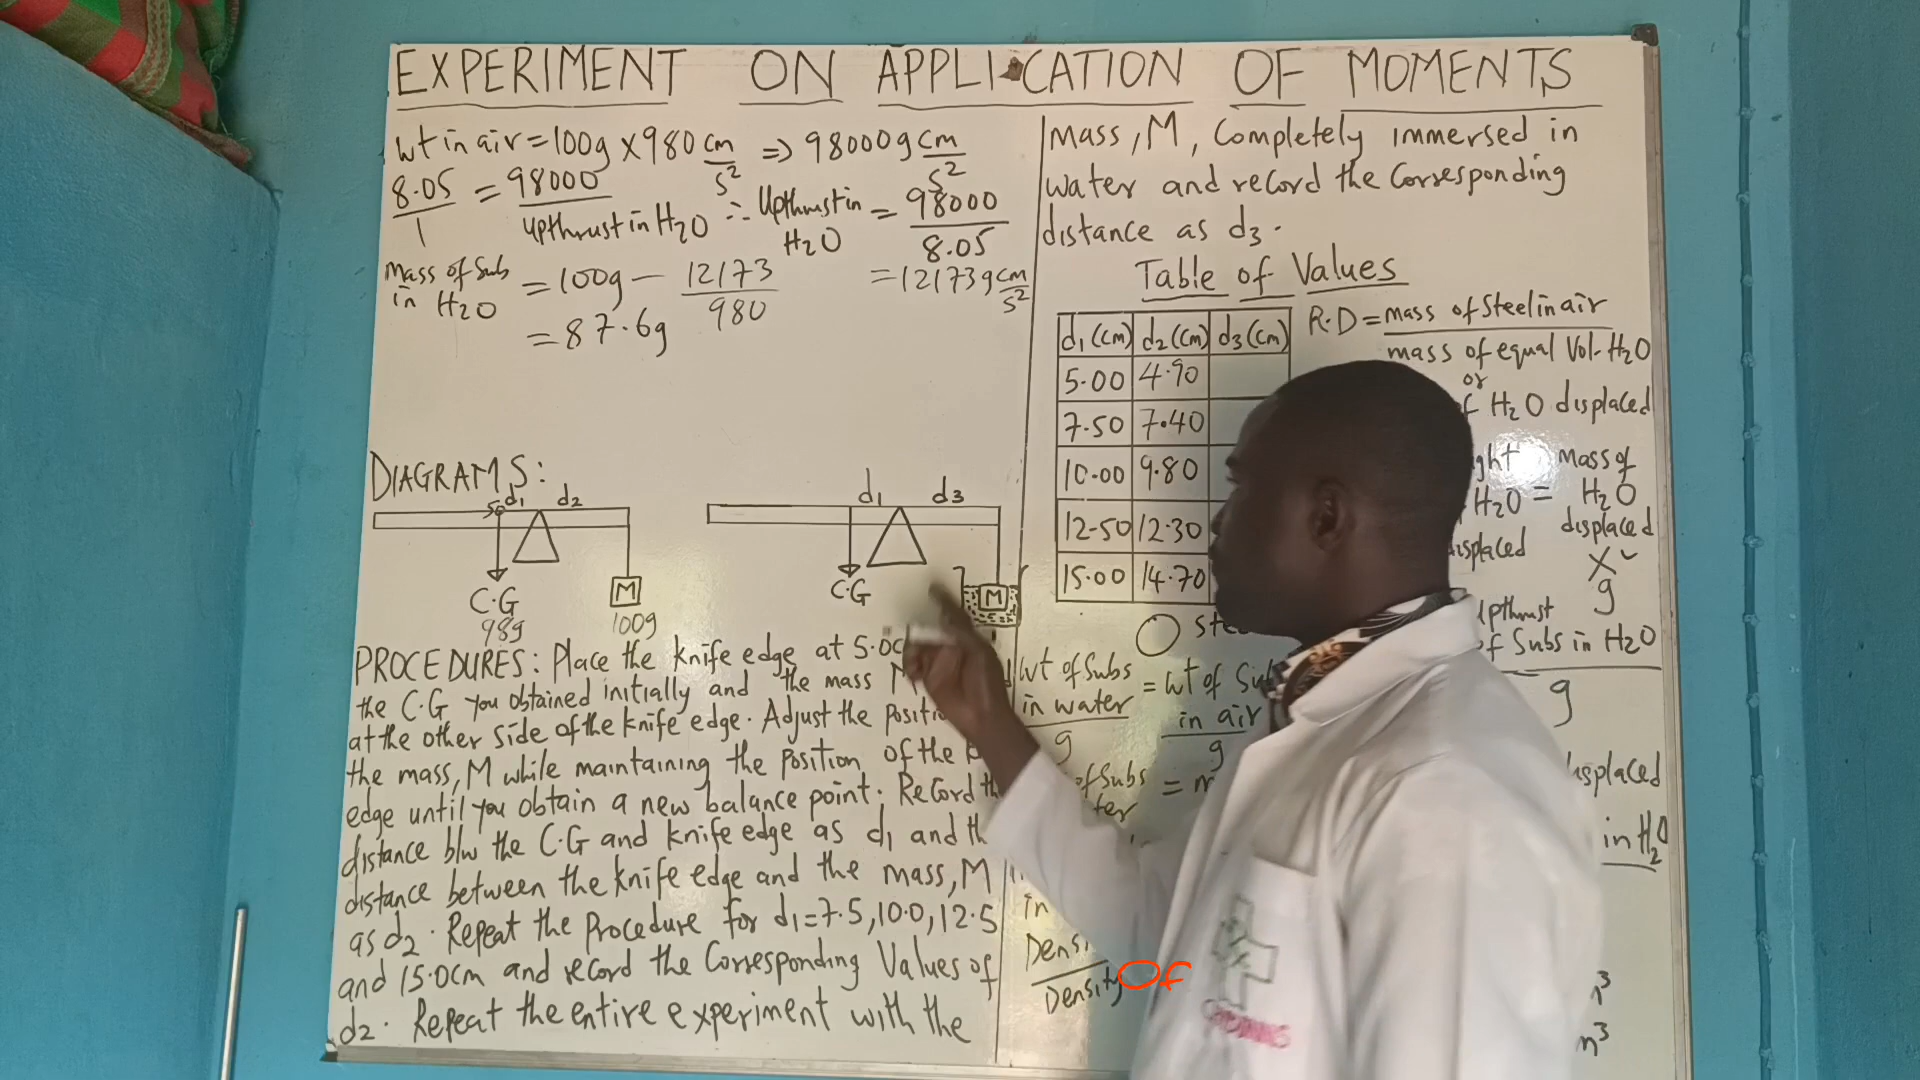 EXPERIMENT ON APPLICATION OF MOMENTS
Wt in air = 100g × 980 cm/s² => 98000g cm/s²
8.05/1 = 98000/upthrust in H2O ∴ Upthrust in H2O = 98000/8.05
= 12173g cm/s²
Mass of Sub in H2O = 100g - 12173/980
= 87.6g
DIAGRAMS:
50 d1 d2
C.G
98g
M
100g
d1 d3
C.G
M
PROCEDURES: Place the knife edge at 5.0
the C.G you obtained initially and the mass M
at the other side of the knife edge. Adjust the
the mass, M while maintaining the position of the
edge until you obtain a new balance point. Record
distance b/w the C.G and knife edge as d1 and
distance between the knife edge and the mass, M
as d2. Repeat the procedure for d1=7.5, 10.0, 12.5
and 15.0cm and record the Corresponding Values of
d2. Repeat the entire experiment with the
Mass, M, Completely immersed in
water and record the Corresponding
distance as d3.
Table of Values
d1(cm) d2(cm) d3(cm)
5.00 4.90
7.50 7.40
10.00 9.80
12.50 12.30
15.00 14.70
R.D = mass of Steel in air
mass of equal Vol. H2O
or
H2O displaced
H2O = Mass of H2O displaced
X
g
of Subs in H2O
g
Wt of Subs in water = Wt of
in air
g g
of Subs =
in H2O
in
Density Of